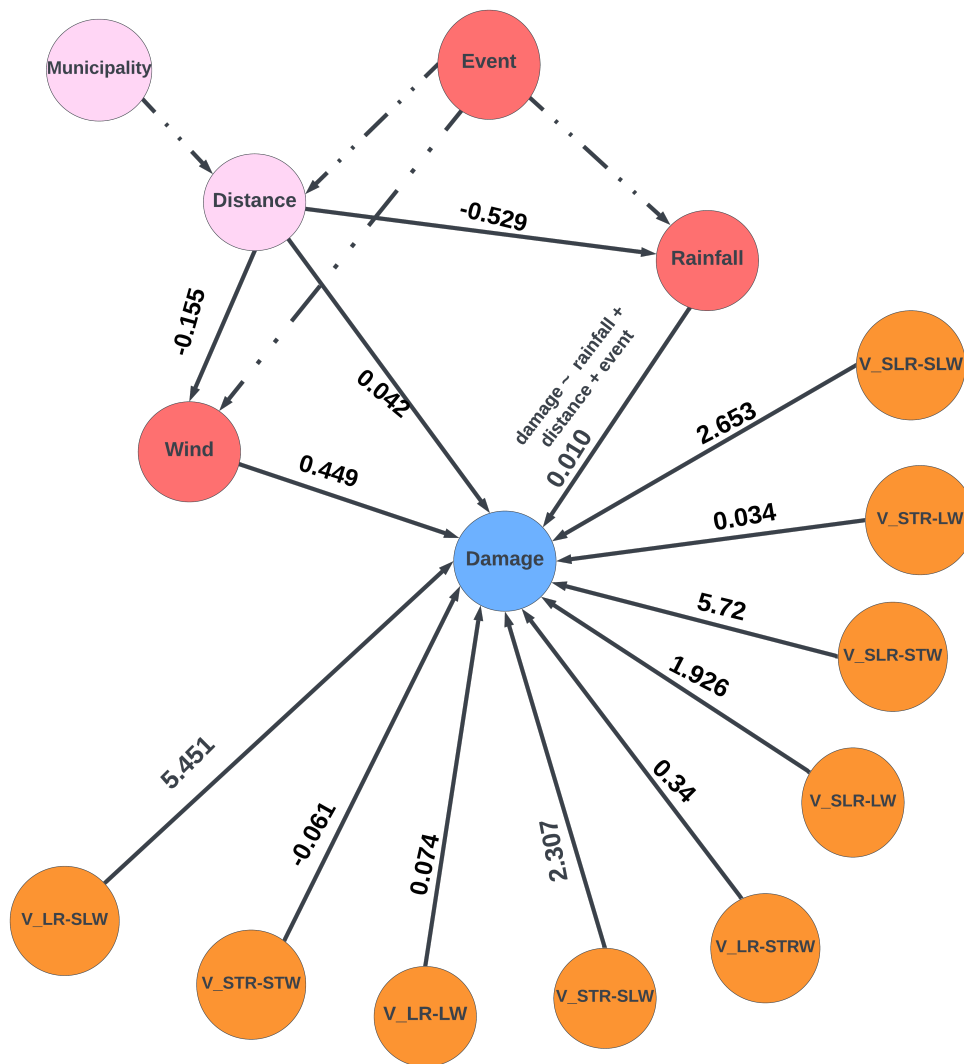 Event
Municipality
Distance
-0.529
Rainfall
-0.155
damage ~ rainfall +
distance + event
0.042
V_SLR-SLW
2.653
Wind
0.449
0.010
0.034
V_STR-LW
Damage
5.72
V_SLR-STW
1.926
5.451
0.34
V_SLR-LW
-0.061
0.074
2.307
V_LR-SLW
V_LR-STRW
V_STR-STW
V_STR-SLW
V_LR-LW